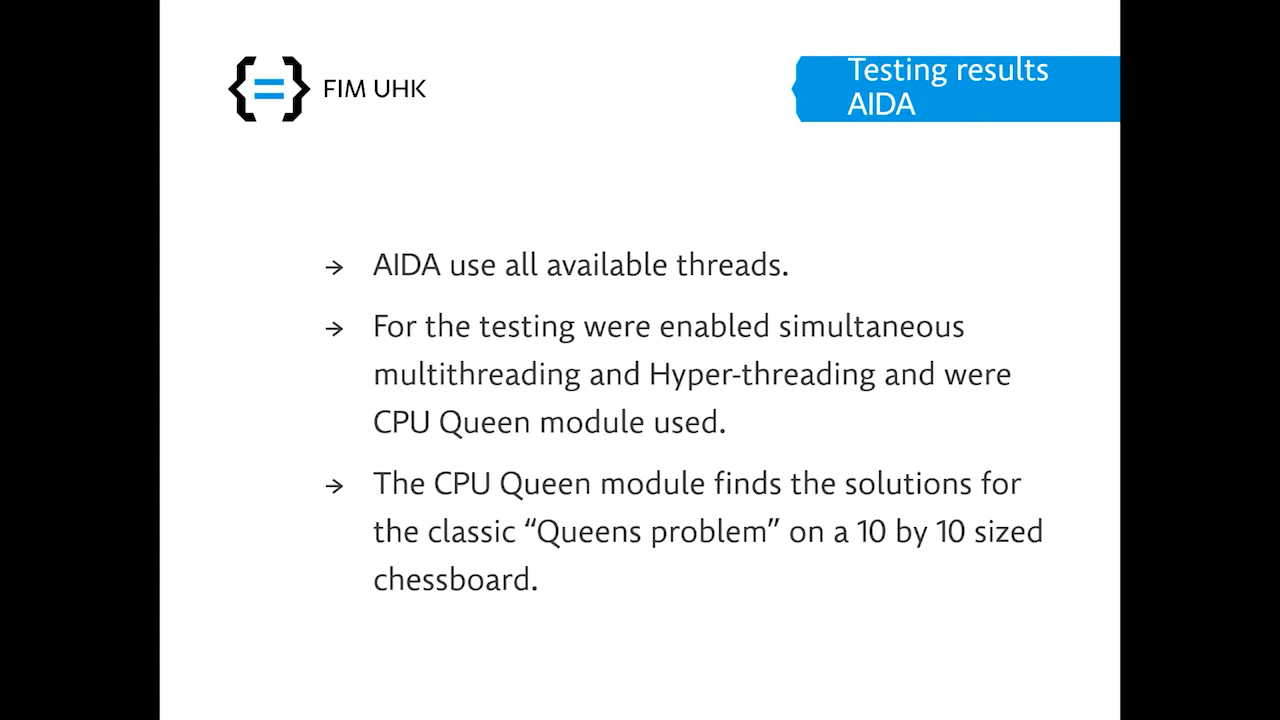 FIM UHK
Testing results
AIDA
→ AIDA use all available threads.
→ For the testing were enabled simultaneous
multithreading and Hyper-threading and were
CPU Queen module used.
→ The CPU Queen module finds the solutions for
the classic “Queens problem” on a 10 by 10 sized
chessboard.